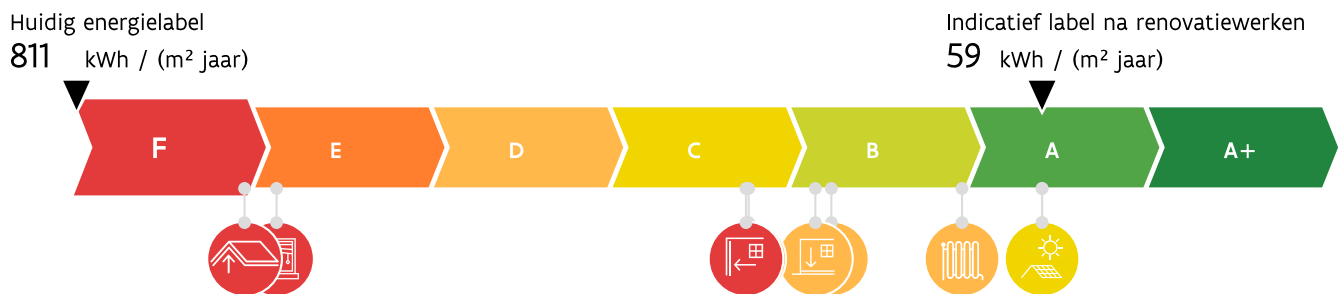 Huidig energielabel
811 kWh / (m² jaar)
Indicatief label na renovatiewerken
59 kWh / (m² jaar)
F E D C B A A+